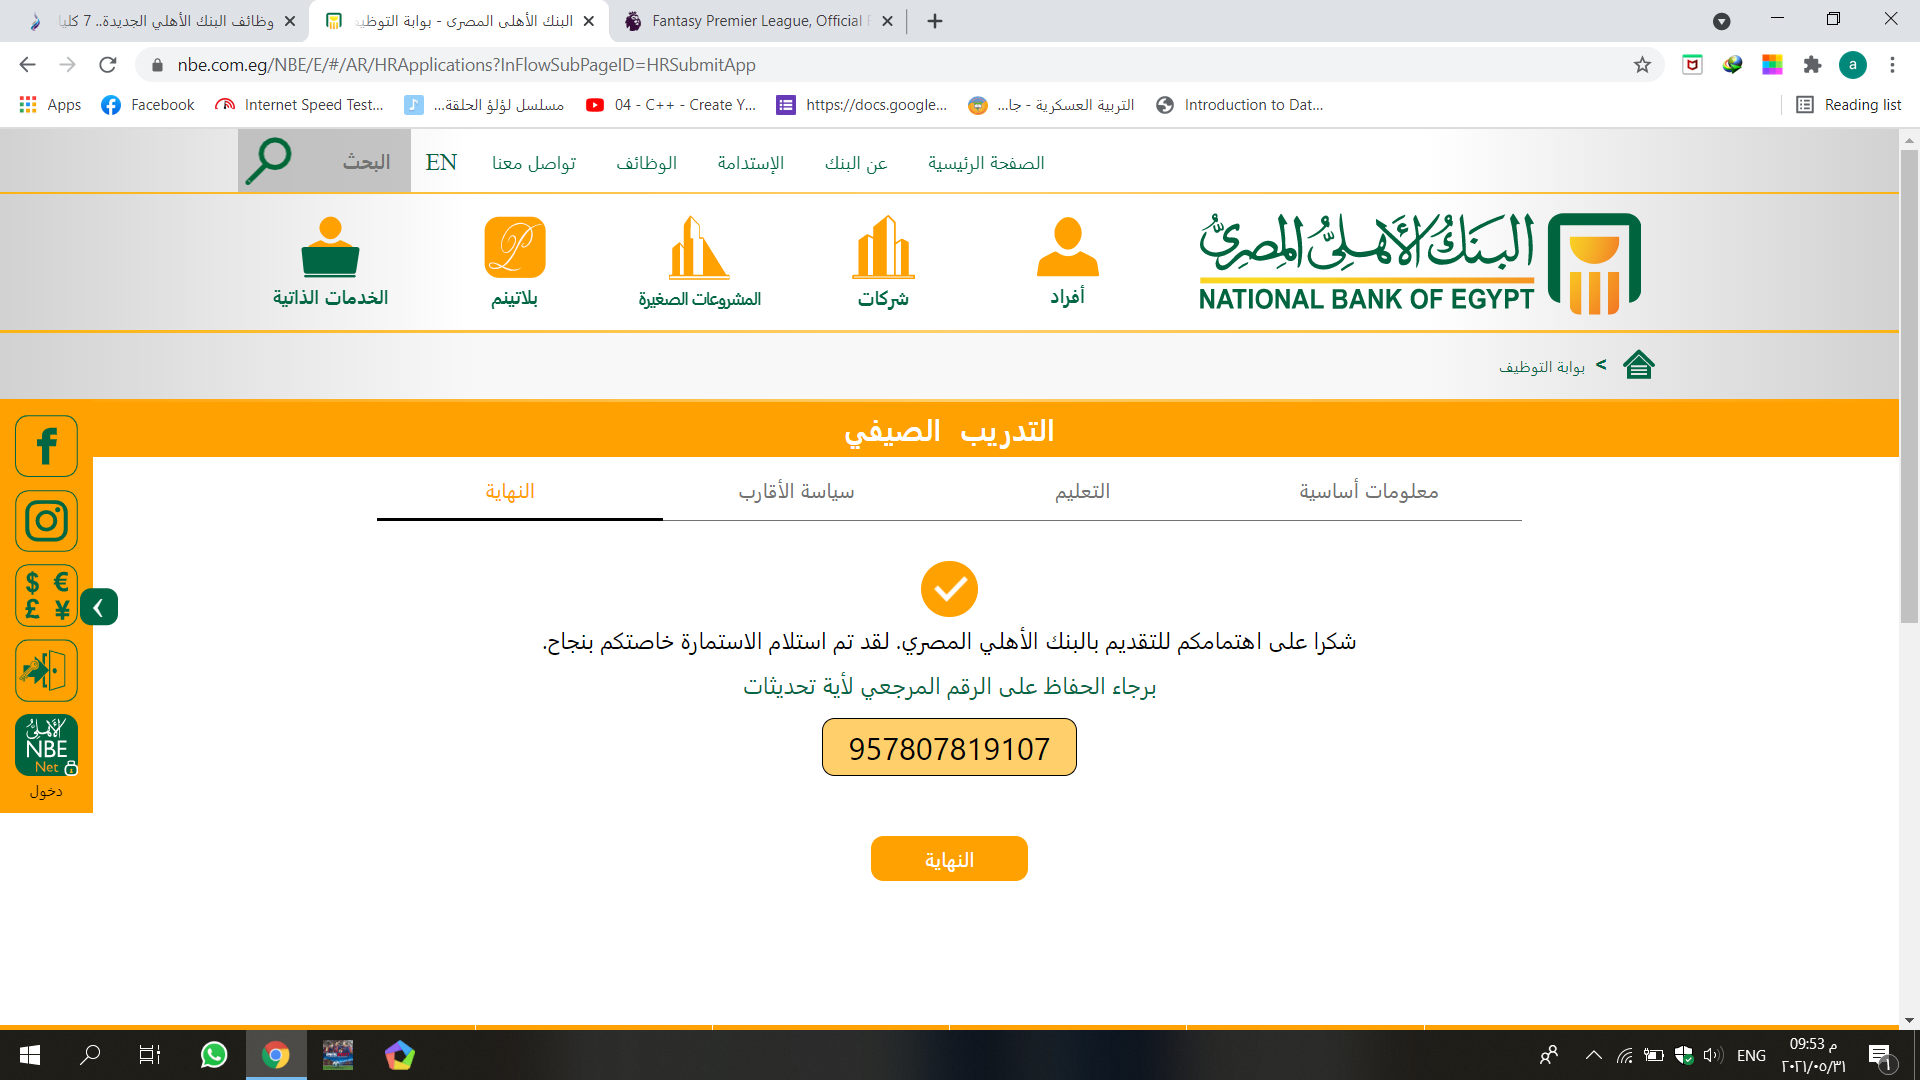 وظائف البنك الأهلي الجديدة.. 7 كليا
البنك الأهلى المصرى - بوابة التوظيف
Fantasy Premier League, Official F
nbe.com.eg/NBE/E/#/AR/HRApplications?InFlowSubPageID=HRSubmitApp
a
Apps
Facebook
Internet Speed Test...
مسلسل لؤلؤ الحلقة...
04 - C++ - Create Y...
https://docs.google...
التربية العسكرية - جا...
Introduction to Dat...
Reading list
الصفحة الرئيسية
عن البنك
الإستدامة
الوظائف
تواصل معنا
EN
البحث
البنك الأهلي المصري
NATIONAL BANK OF EGYPT
أفراد
شركات
المشروعات الصغيرة
بلاتينم
الخدمات الذاتية
بوابة التوظيف >
التدريب الصيفي
معلومات أساسية
التعليم
سياسة الأقارب
النهاية
شكرا على اهتمامكم للتقديم بالبنك الأهلي المصري. لقد تم استلام الاستمارة خاصتكم بنجاح.
برجاء الحفاظ على الرقم المرجعي لأية تحديثات
957807819107
النهاية
$ €
£ ¥
الأهلي
NBE
Net
دخول
ENG
09:53 م
٢٠٢١/٠٥/٣١
١